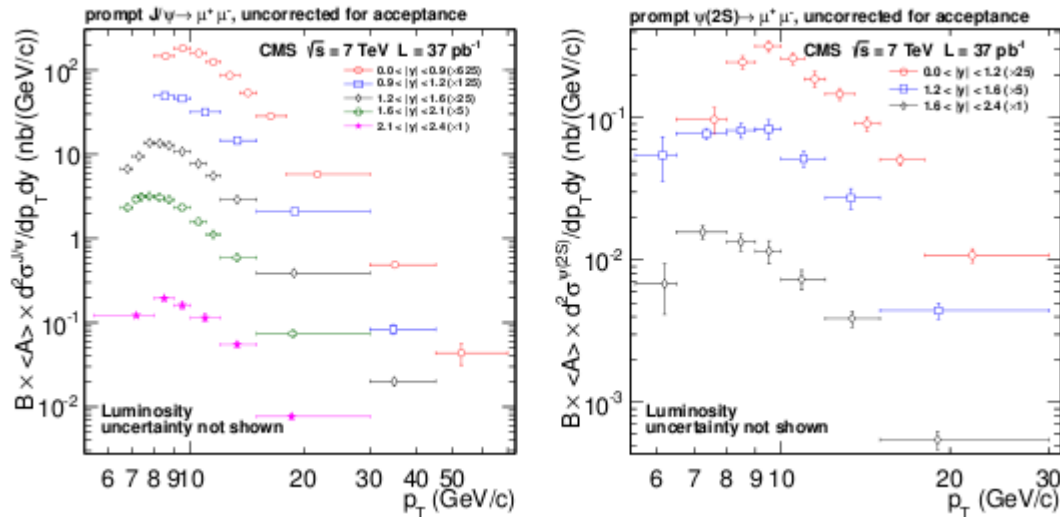 prompt J/ψ→ μ⁺ μ⁻, uncorrected for acceptance
CMS √s = 7 TeV L = 37 pb⁻¹
0.0 < |y| < 0.9 (×625)
0.9 < |y| < 1.2 (×125)
1.2 < |y| < 1.6 (×25)
1.6 < |y| < 2.1 (×5)
2.1 < |y| < 2.4 (×1)
B × <A> × d²σ^J/ψ/dp_T dy (nb/(GeV/c))
10²
10
1
10⁻¹
10⁻²
Luminosity
uncertainty not shown
6 7 8 9 10 20 30 40 50
p_T (GeV/c)
prompt ψ(2S)→ μ⁺ μ⁻, uncorrected for acceptance
CMS √s = 7 TeV L = 37 pb⁻¹
0.0 < |y| < 1.2 (×25)
1.2 < |y| < 1.6 (×5)
1.6 < |y| < 2.4 (×1)
B × <A> × d²σ^ψ(2S)/dp_T dy (nb/(GeV/c))
10⁻¹
10⁻²
10⁻³
Luminosity
uncertainty not shown
6 7 8 9 10 20 30
p_T (GeV/c)